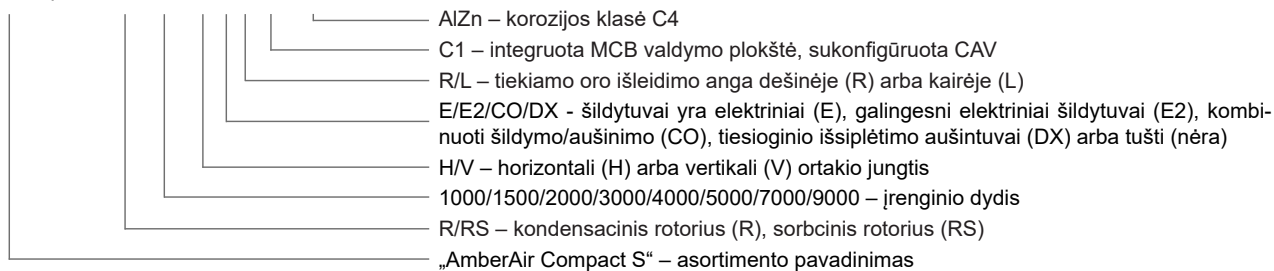 AlZn – korozijos klasė C4
C1 – integruota MCB valdymo plokštė, sukonfigūruota CAV
R/L – tiekiamo oro išleidimo anga dešinėje (R) arba kairėje (L)
E/E2/CO/DX - šildytuvai yra elektriniai (E), galingesni elektriniai šildytuvai (E2), kombi-
nuoti šildymo/aušinimo (CO), tiesioginio išsiplėtimo aušintuvai (DX) arba tušti (nėra)
H/V – horizontali (H) arba vertikali (V) ortakio jungtis
1000/1500/2000/3000/4000/5000/7000/9000 – įrenginio dydis
R/RS – kondensacinis rotorius (R), sorbcinis rotorius (RS)
„AmberAir Compact S“ – asortimento pavadinimas